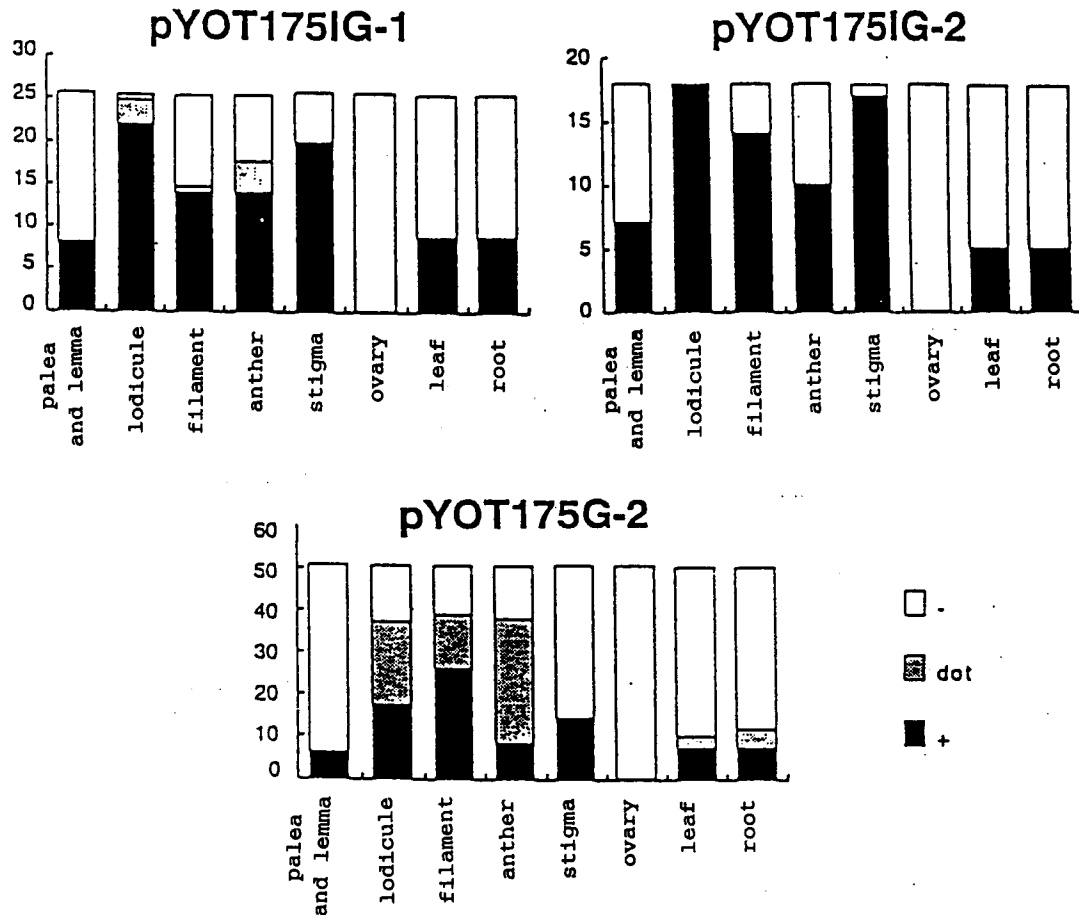 pYOT175IG-1
30
25
20
15
10
5
0
palea
and lemma
lodicule
filament
anther
stigma
ovary
leaf
root
pYOT175IG-2
20
15
10
5
0
palea
and lemma
lodicule
filament
anther
stigma
ovary
leaf
root
pYOT175G-2
60
50
40
30
20
10
0
palea
and lemma
lodicule
filament
anther
stigma
ovary
leaf
root
-
dot
+